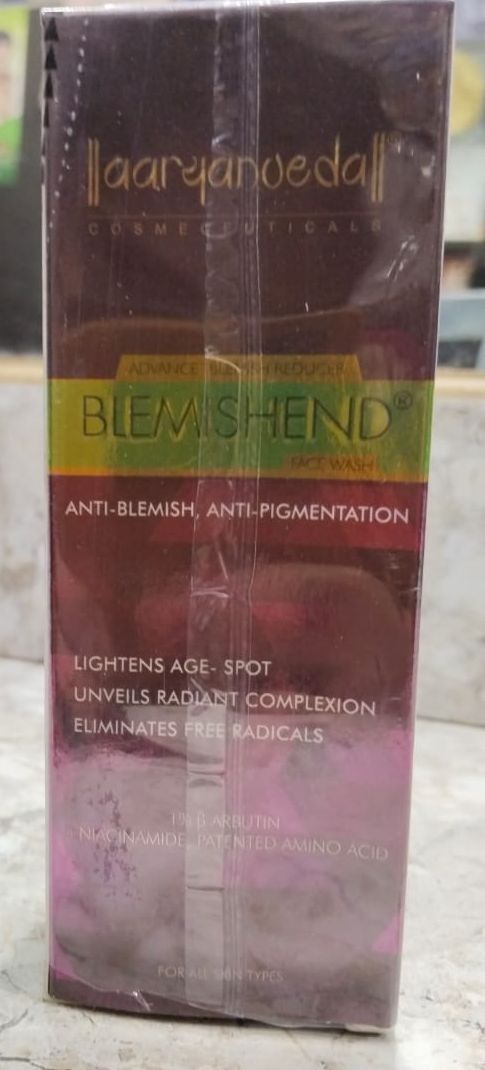 ||aaryanveda||®
COSMECEUTICALS
ADVANCE BLEMISH REDUCER
BLEMISHEND®
FACE WASH
ANTI-BLEMISH, ANTI-PIGMENTATION
LIGHTENS AGE- SPOT
UNVEILS RADIANT COMPLEXION
ELIMINATES FREE RADICALS
1% β ARBUTIN
NIACINAMIDE, PATENTED AMINO ACID
FOR ALL SKIN TYPES